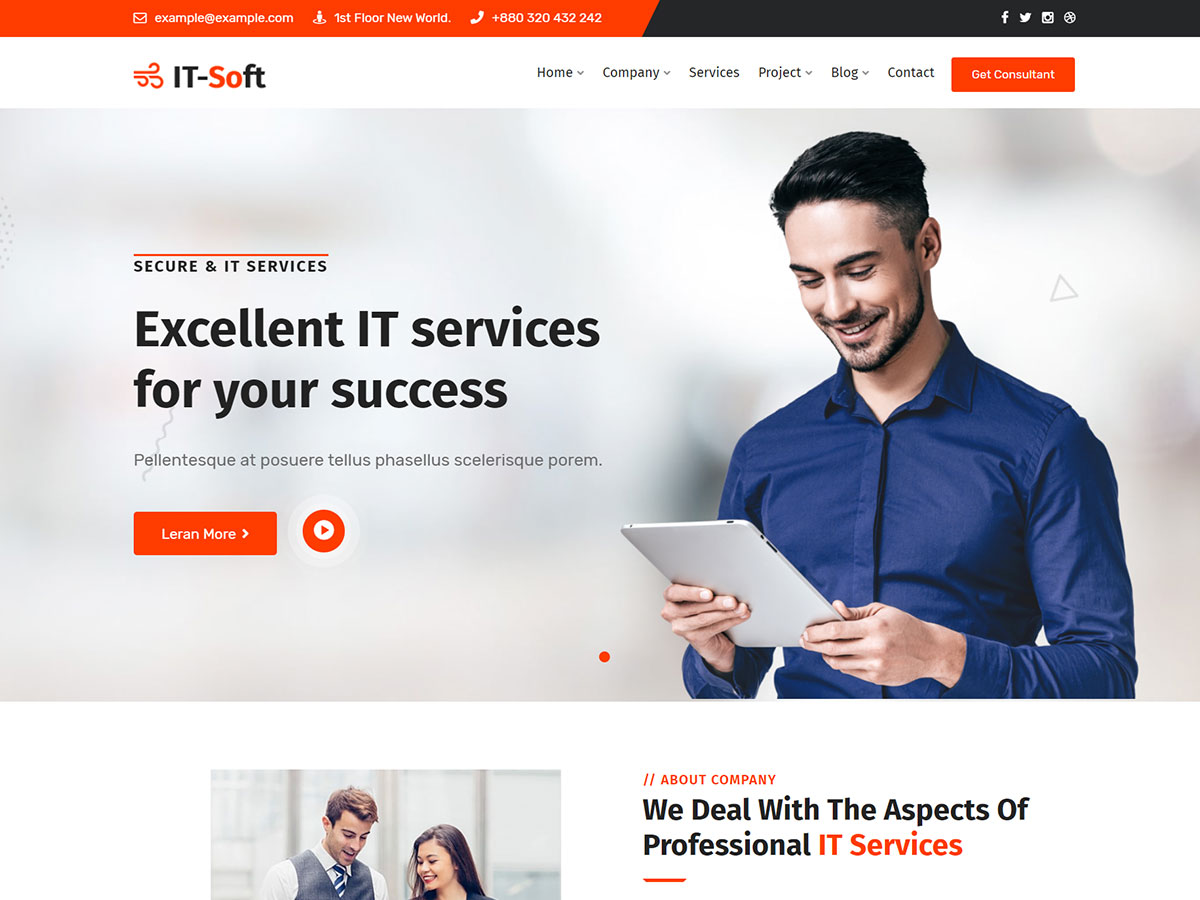 example@example.com 1st Floor New World. +880 320 432 242
IT-Soft
Home Company Services Project Blog Contact Get Consultant
SECURE & IT SERVICES
Excellent IT services
for your success
Pellentesque at posuere tellus phasellus scelerisque porem.
Leran More
// ABOUT COMPANY
We Deal With The Aspects Of
Professional IT Services